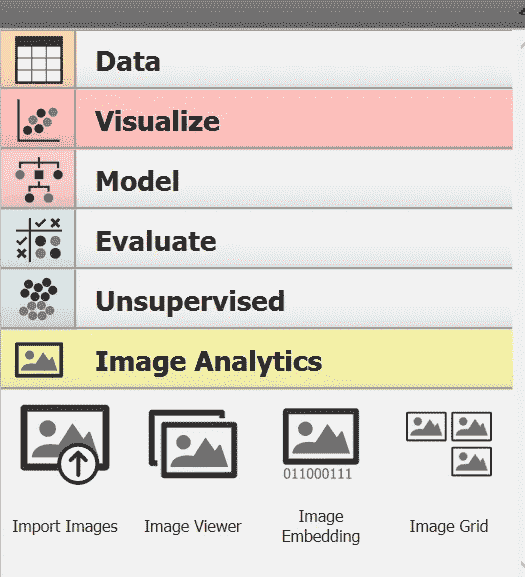 Data
Visualize
Model
Evaluate
Unsupervised
Image Analytics
011000111
Import Images
Image Viewer
Image
Embedding
Image Grid